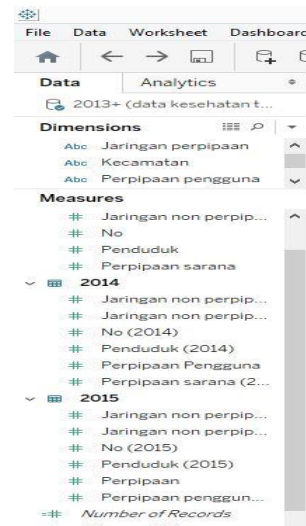 File Data Worksheet Dashboard
Data Analytics
2013+ (data kesehatan t...
Dimensions
Abc Jaringan perpipaan
Abc Kecamatan
Abc Perpipaan pengguna
Measures
# Jaringan non perpip...
# No
# Penduduk
# Perpipaan sarana
2014
# Jaringan non perpip...
# Jaringan non perpip...
# No (2014)
# Penduduk (2014)
# Perpipaan Pengguna
# Perpipaan sarana (2...
2015
# Jaringan non perpip...
# Jaringan non perpip...
# No (2015)
# Penduduk (2015)
# Perpipaan
# Perpipaan penggun...
=# Number of Records